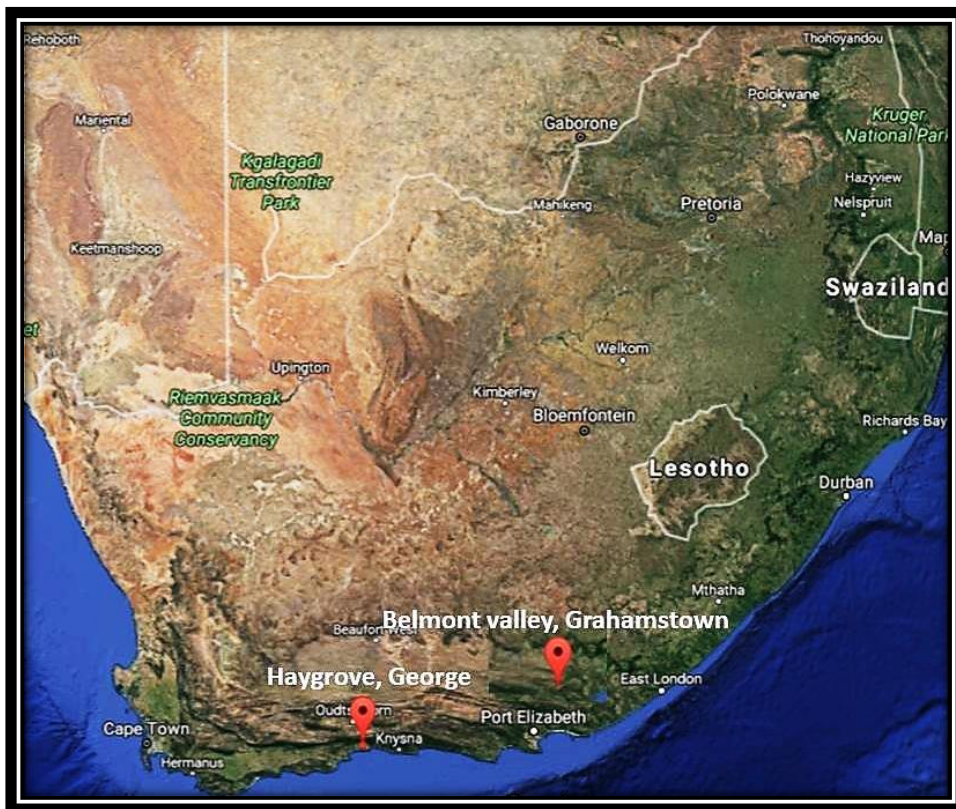 Rehoboth
Thohoyandou
Polokwane
Mariental
Gaborone
Kruger
National Park
Kgalagadi
Transfrontier
Park
Hazyview
Mahikeng
Pretoria
Nelspruit
Keetmanshoop
Map
Swaziland
et
Welkom
Upington
Kimberley
Riemvasmaak
Community
Conservancy
Bloemfontein
Richards Bay
Lesotho
Durban
Mthatha
Belmont valley, Grahamstown
Beaufort West
Haygrove, George
East London
Port Elizabeth
Cape Town
Knysna
Hermanus